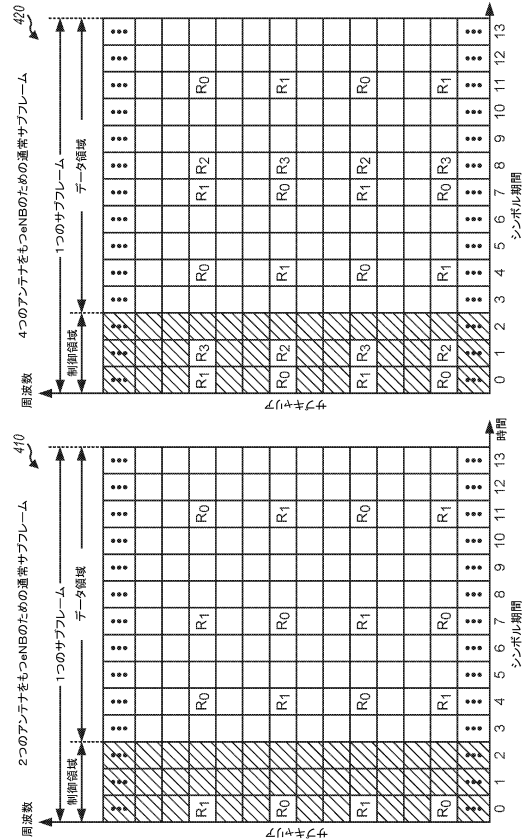 410
2つのアンテナをもつeNBのための通常サブフレーム
周波数
1つのサブフレーム
制御領域 データ領域
サブキャリア
R1 R0 R1 R0
R0 R1 R0 R1
R1 R0 R1 R0
R0 R1 R0 R1
0 1 2 3 4 5 6 7 8 9 10 11 12 13
シンボル期間
時間
420
4つのアンテナをもつeNBのための通常サブフレーム
周波数
1つのサブフレーム
制御領域 データ領域
サブキャリア
R1 R3 R0 R1 R2 R0
R0 R2 R1 R0 R3 R1
R1 R3 R0 R1 R2 R0
R0 R2 R1 R0 R3 R1
0 1 2 3 4 5 6 7 8 9 10 11 12 13
シンボル期間